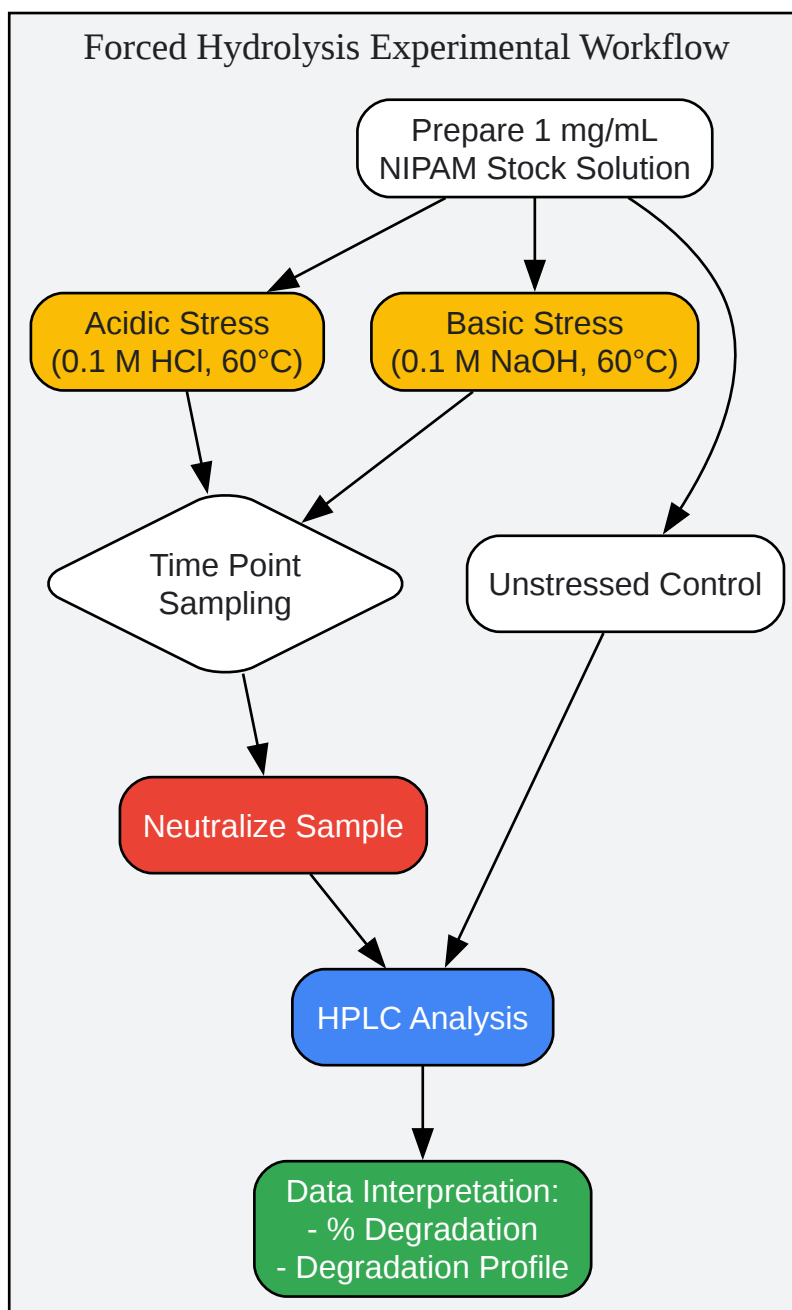 Forced Hydrolysis Experimental Workflow
Prepare 1 mg/mL
NIPAM Stock Solution
Acidic Stress
(0.1 M HCl, 60°C)
Basic Stress
(0.1 M NaOH, 60°C)
Time Point
Sampling
Unstressed Control
Neutralize Sample
HPLC Analysis
Data Interpretation:
- % Degradation
- Degradation Profile